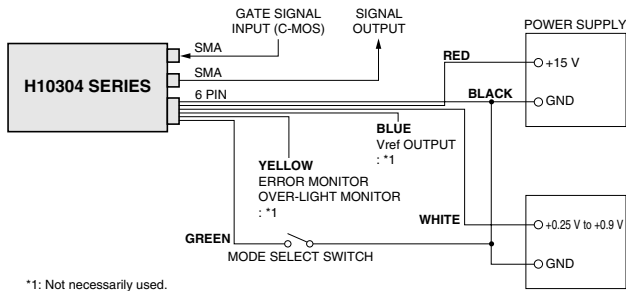 GATE SIGNAL
INPUT (C-MOS)
SIGNAL
OUTPUT
POWER SUPPLY
SMA
SMA
6 PIN
H10304 SERIES
RED
+15 V
BLACK
GND
BLUE
Vref OUTPUT
: *1
YELLOW
ERROR MONITOR
OVER-LIGHT MONITOR
: *1
WHITE
+0.25 V to +0.9 V
GREEN
MODE SELECT SWITCH
GND
*1: Not necessarily used.